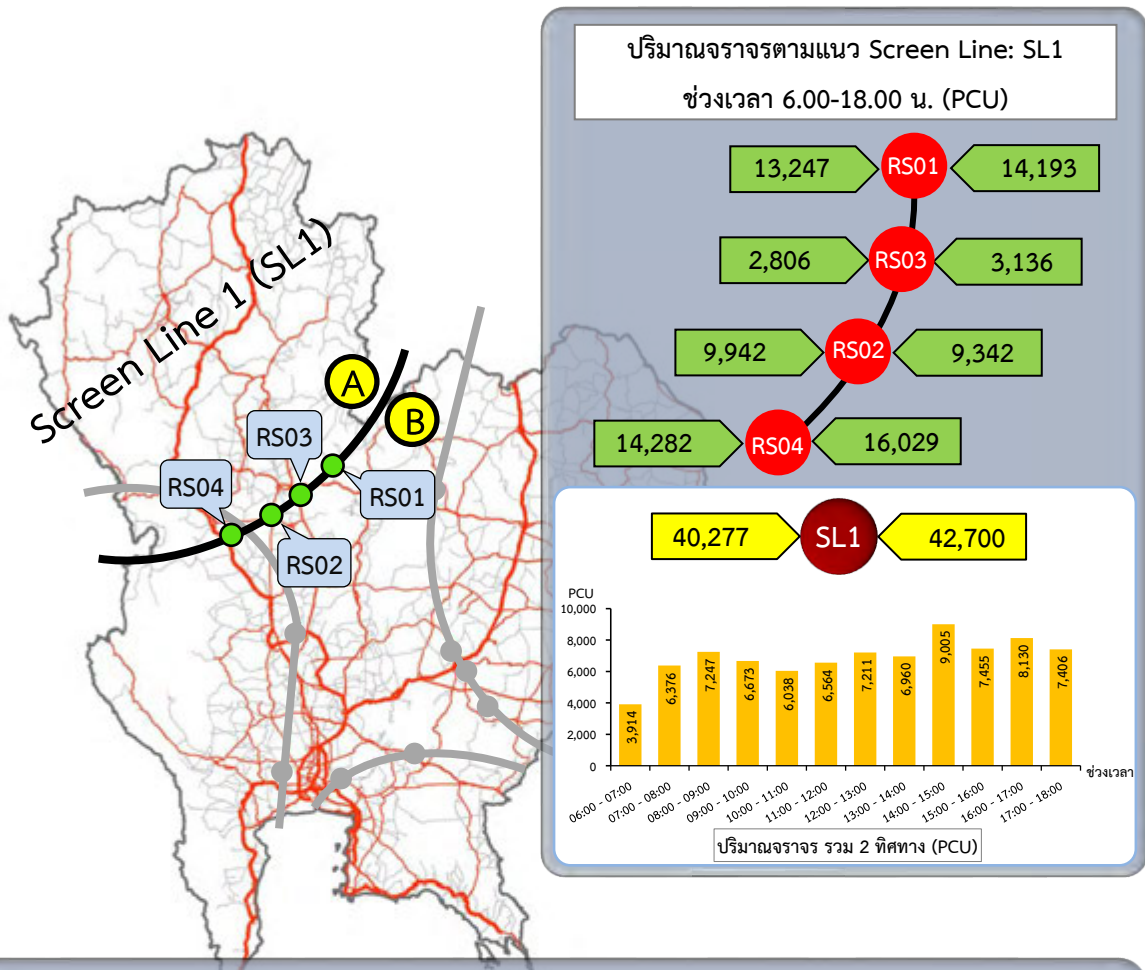 ปริมาณจราจรตามแนว Screen Line: SL1
ช่วงเวลา 6.00-18.00 น. (PCU)
13,247 RS01 14,193
2,806 RS03 3,136
9,942 RS02 9,342
14,282 RS04 16,029
Screen Line 1 (SL1)
A
B
RS03
RS04
RS01
RS02
40,277 SL1 42,700
PCU
10,000
8,000
6,000
4,000
2,000
0
3,914
6,376
7,247
6,673
6,038
6,564
7,211
6,960
9,005
7,455
8,130
7,406
ช่วงเวลา
06:00 - 07:00
07:00 - 08:00
08:00 - 09:00
09:00 - 10:00
10:00 - 11:00
11:00 - 12:00
12:00 - 13:00
13:00 - 14:00
14:00 - 15:00
15:00 - 16:00
16:00 - 17:00
17:00 - 18:00
ปริมาณจราจร รวม 2 ทิศทาง (PCU)